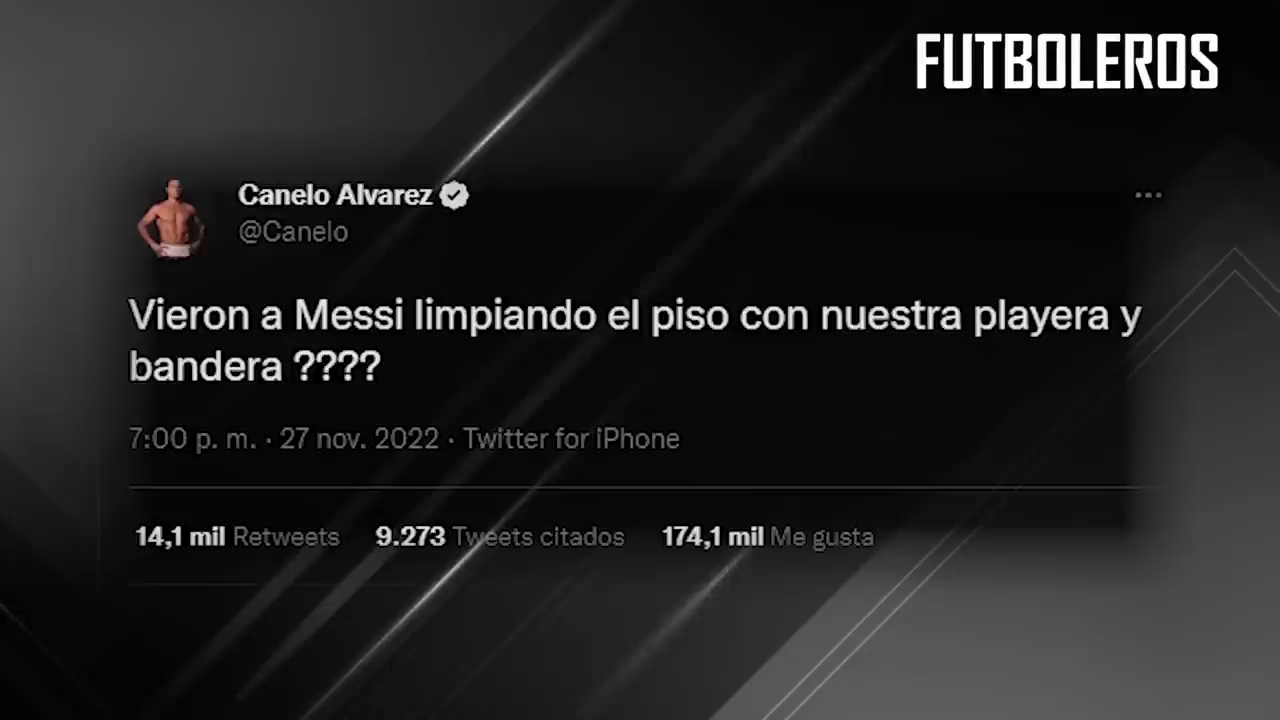 FUTBOLEROS
Canelo Alvarez
@Canelo
Vieron a Messi limpiando el piso con nuestra playera y
bandera ????
7:00 p. m. · 27 nov. 2022 · Twitter for iPhone
14,1 mil Retweets 9.273 Tweets citados 174,1 mil Me gusta